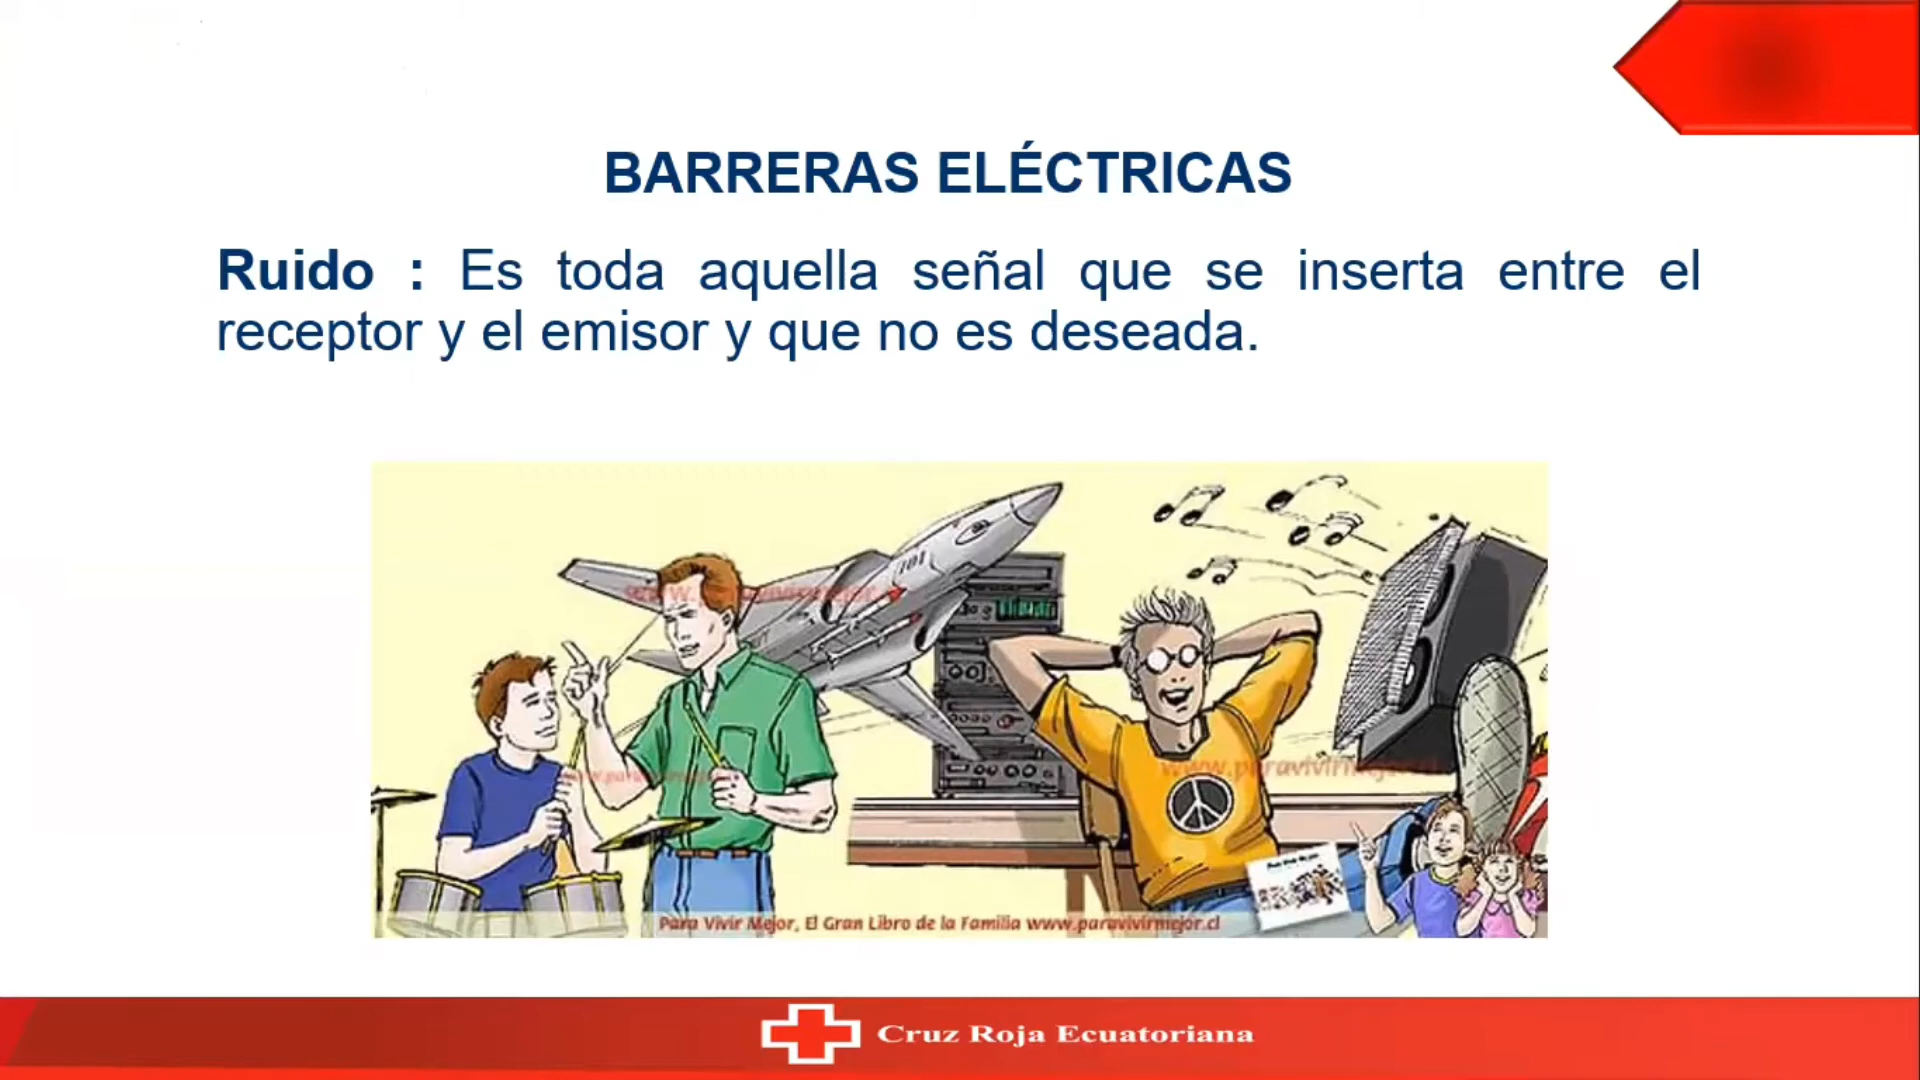 BARRERAS ELÉCTRICAS
Ruido : Es toda aquella señal que se inserta entre el
receptor y el emisor y que no es deseada.
101
Para Vivir Mejor, El Gran Libro de la Familia www.paravivirmejor.cl
Cruz Roja Ecuatoriana